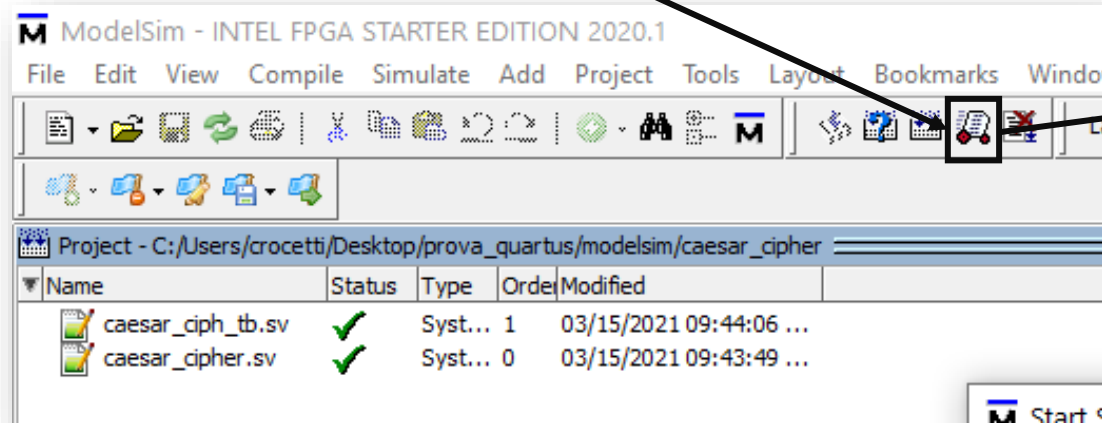 ModelSim - INTEL FPGA STARTER EDITION 2020.1
File Edit View Compile Simulate Add Project Tools Layout Bookmarks Windo
Project - C:/Users/crocetti/Desktop/prova_quartus/modelsim/caesar_cipher
Name Status Type Order Modified
caesar_ciph_tb.sv Syst... 1 03/15/2021 09:44:06 ...
caesar_cipher.sv Syst... 0 03/15/2021 09:43:49 ...
Start